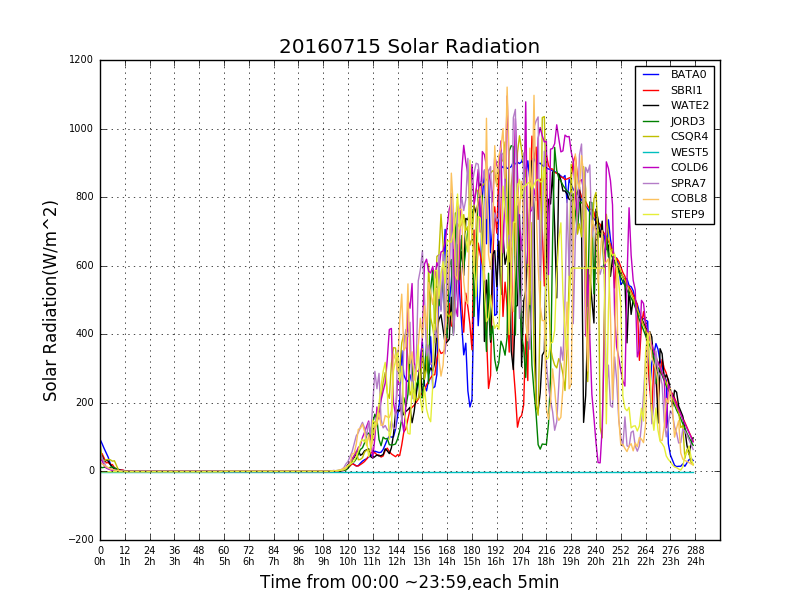 20160715 Solar Radiation
1200
1000
800
600
400
200
0
−200
Solar Radiation(W/m^2)
BATA0
SBRI1
WATE2
JORD3
CSQR4
WEST5
COLD6
SPRA7
COBL8
STEP9
0 12 24 36 48 60 72 84 96 108 120 132 144 156 168 180 192 204 216 228 240 252 264 276 288
0h 1h 2h 3h 4h 5h 6h 7h 8h 9h 10h 11h 12h 13h 14h 15h 16h 17h 18h 19h 20h 21h 22h 23h 24h
Time from 00:00 ~23:59,each 5min